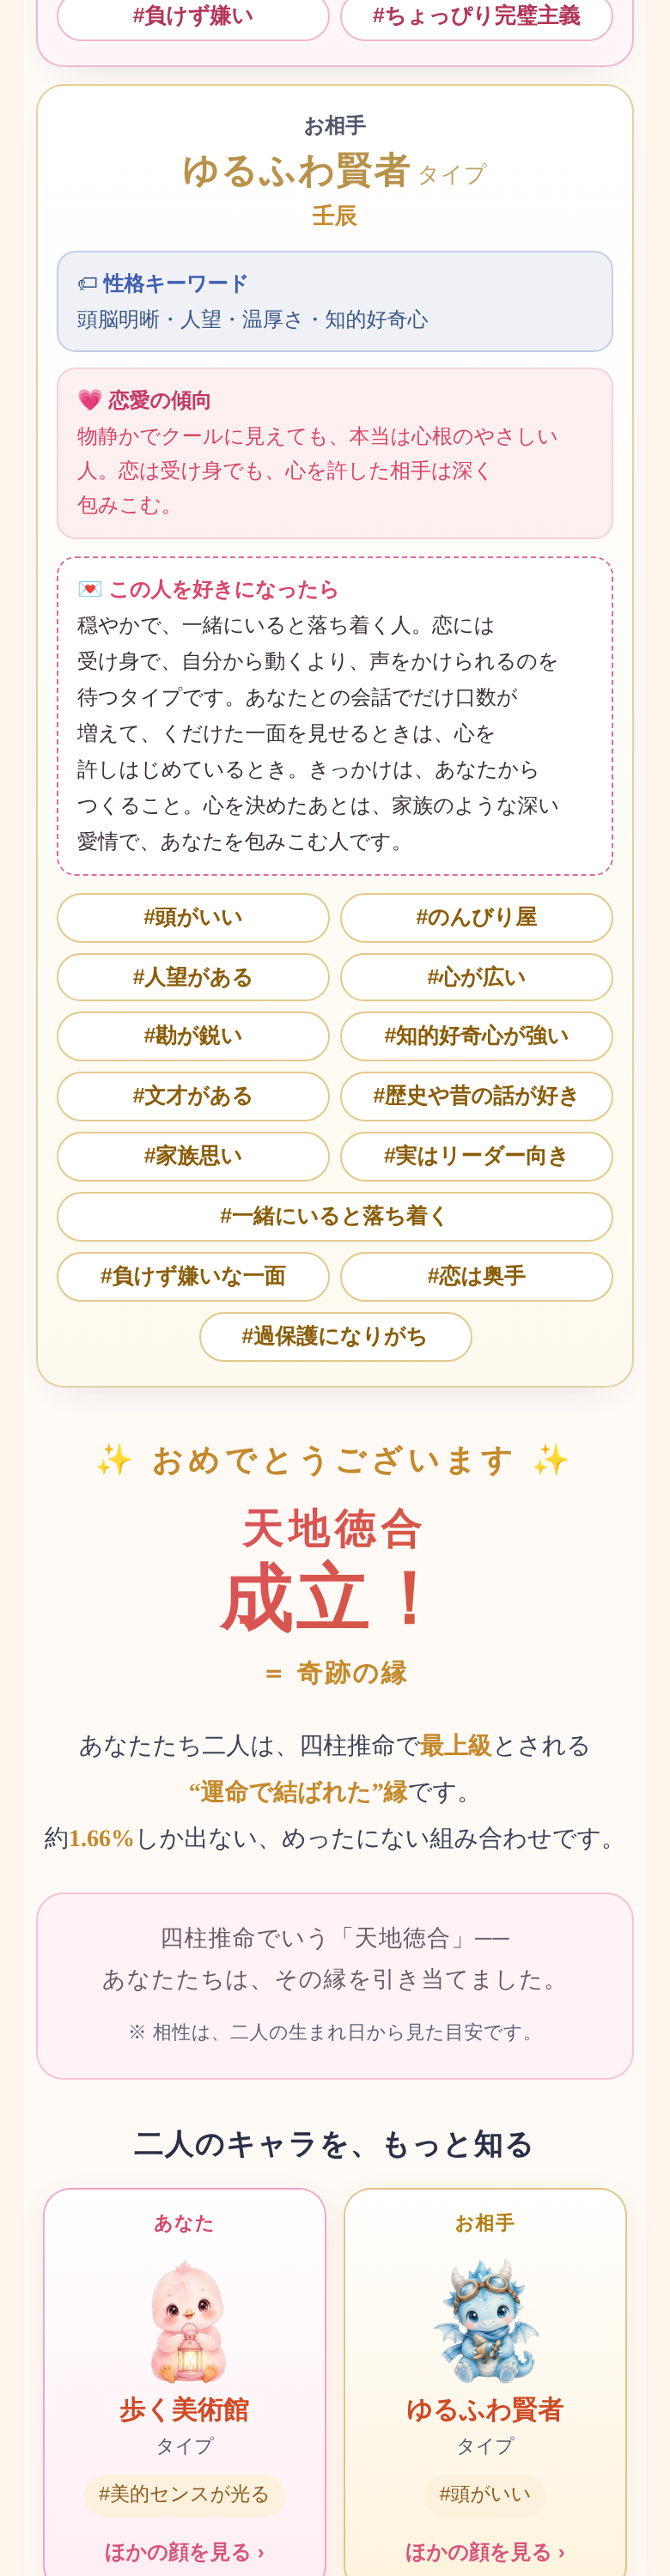 #負けず嫌い
#ちょっぴり完璧主義
お相手
ゆるふわ賢者 タイプ
壬辰
🏷 性格キーワード
頭脳明晰・人望・温厚さ・知的好奇心
💗 恋愛の傾向
物静かでクールに見えても、本当は心根のやさしい
人。恋は受け身でも、心を許した相手は深く
包みこむ。
💌 この人を好きになったら
穏やかで、一緒にいると落ち着く人。恋には
受け身で、自分から動くより、声をかけられるのを
待つタイプです。あなたとの会話でだけ口数が
増えて、くだけた一面を見せるときは、心を
許しはじめているとき。きっかけは、あなたから
つくること。心を決めたあとは、家族のような深い
愛情で、あなたを包みこむ人です。
#頭がいい
#のんびり屋
#人望がある
#心が広い
#勘が鋭い
#知的好奇心が強い
#文才がある
#歴史や昔の話が好き
#家族思い
#実はリーダー向き
#一緒にいると落ち着く
#負けず嫌いな一面
#恋は奥手
#過保護になりがち
✨ おめでとうございます ✨
天地徳合
成立！
＝ 奇跡の縁
あなたたち二人は、四柱推命で最上級とされる
“運命で結ばれた”縁です。
約1.66%しか出ない、めったにない組み合わせです。
四柱推命でいう「天地徳合」──
あなたたちは、その縁を引き当てました。
※ 相性は、二人の生まれ日から見た目安です。
二人のキャラを、もっと知る
あなた
歩く美術館
タイプ
#美的センスが光る
ほかの顔を見る ›
お相手
ゆるふわ賢者
タイプ
#頭がいい
ほかの顔を見る ›